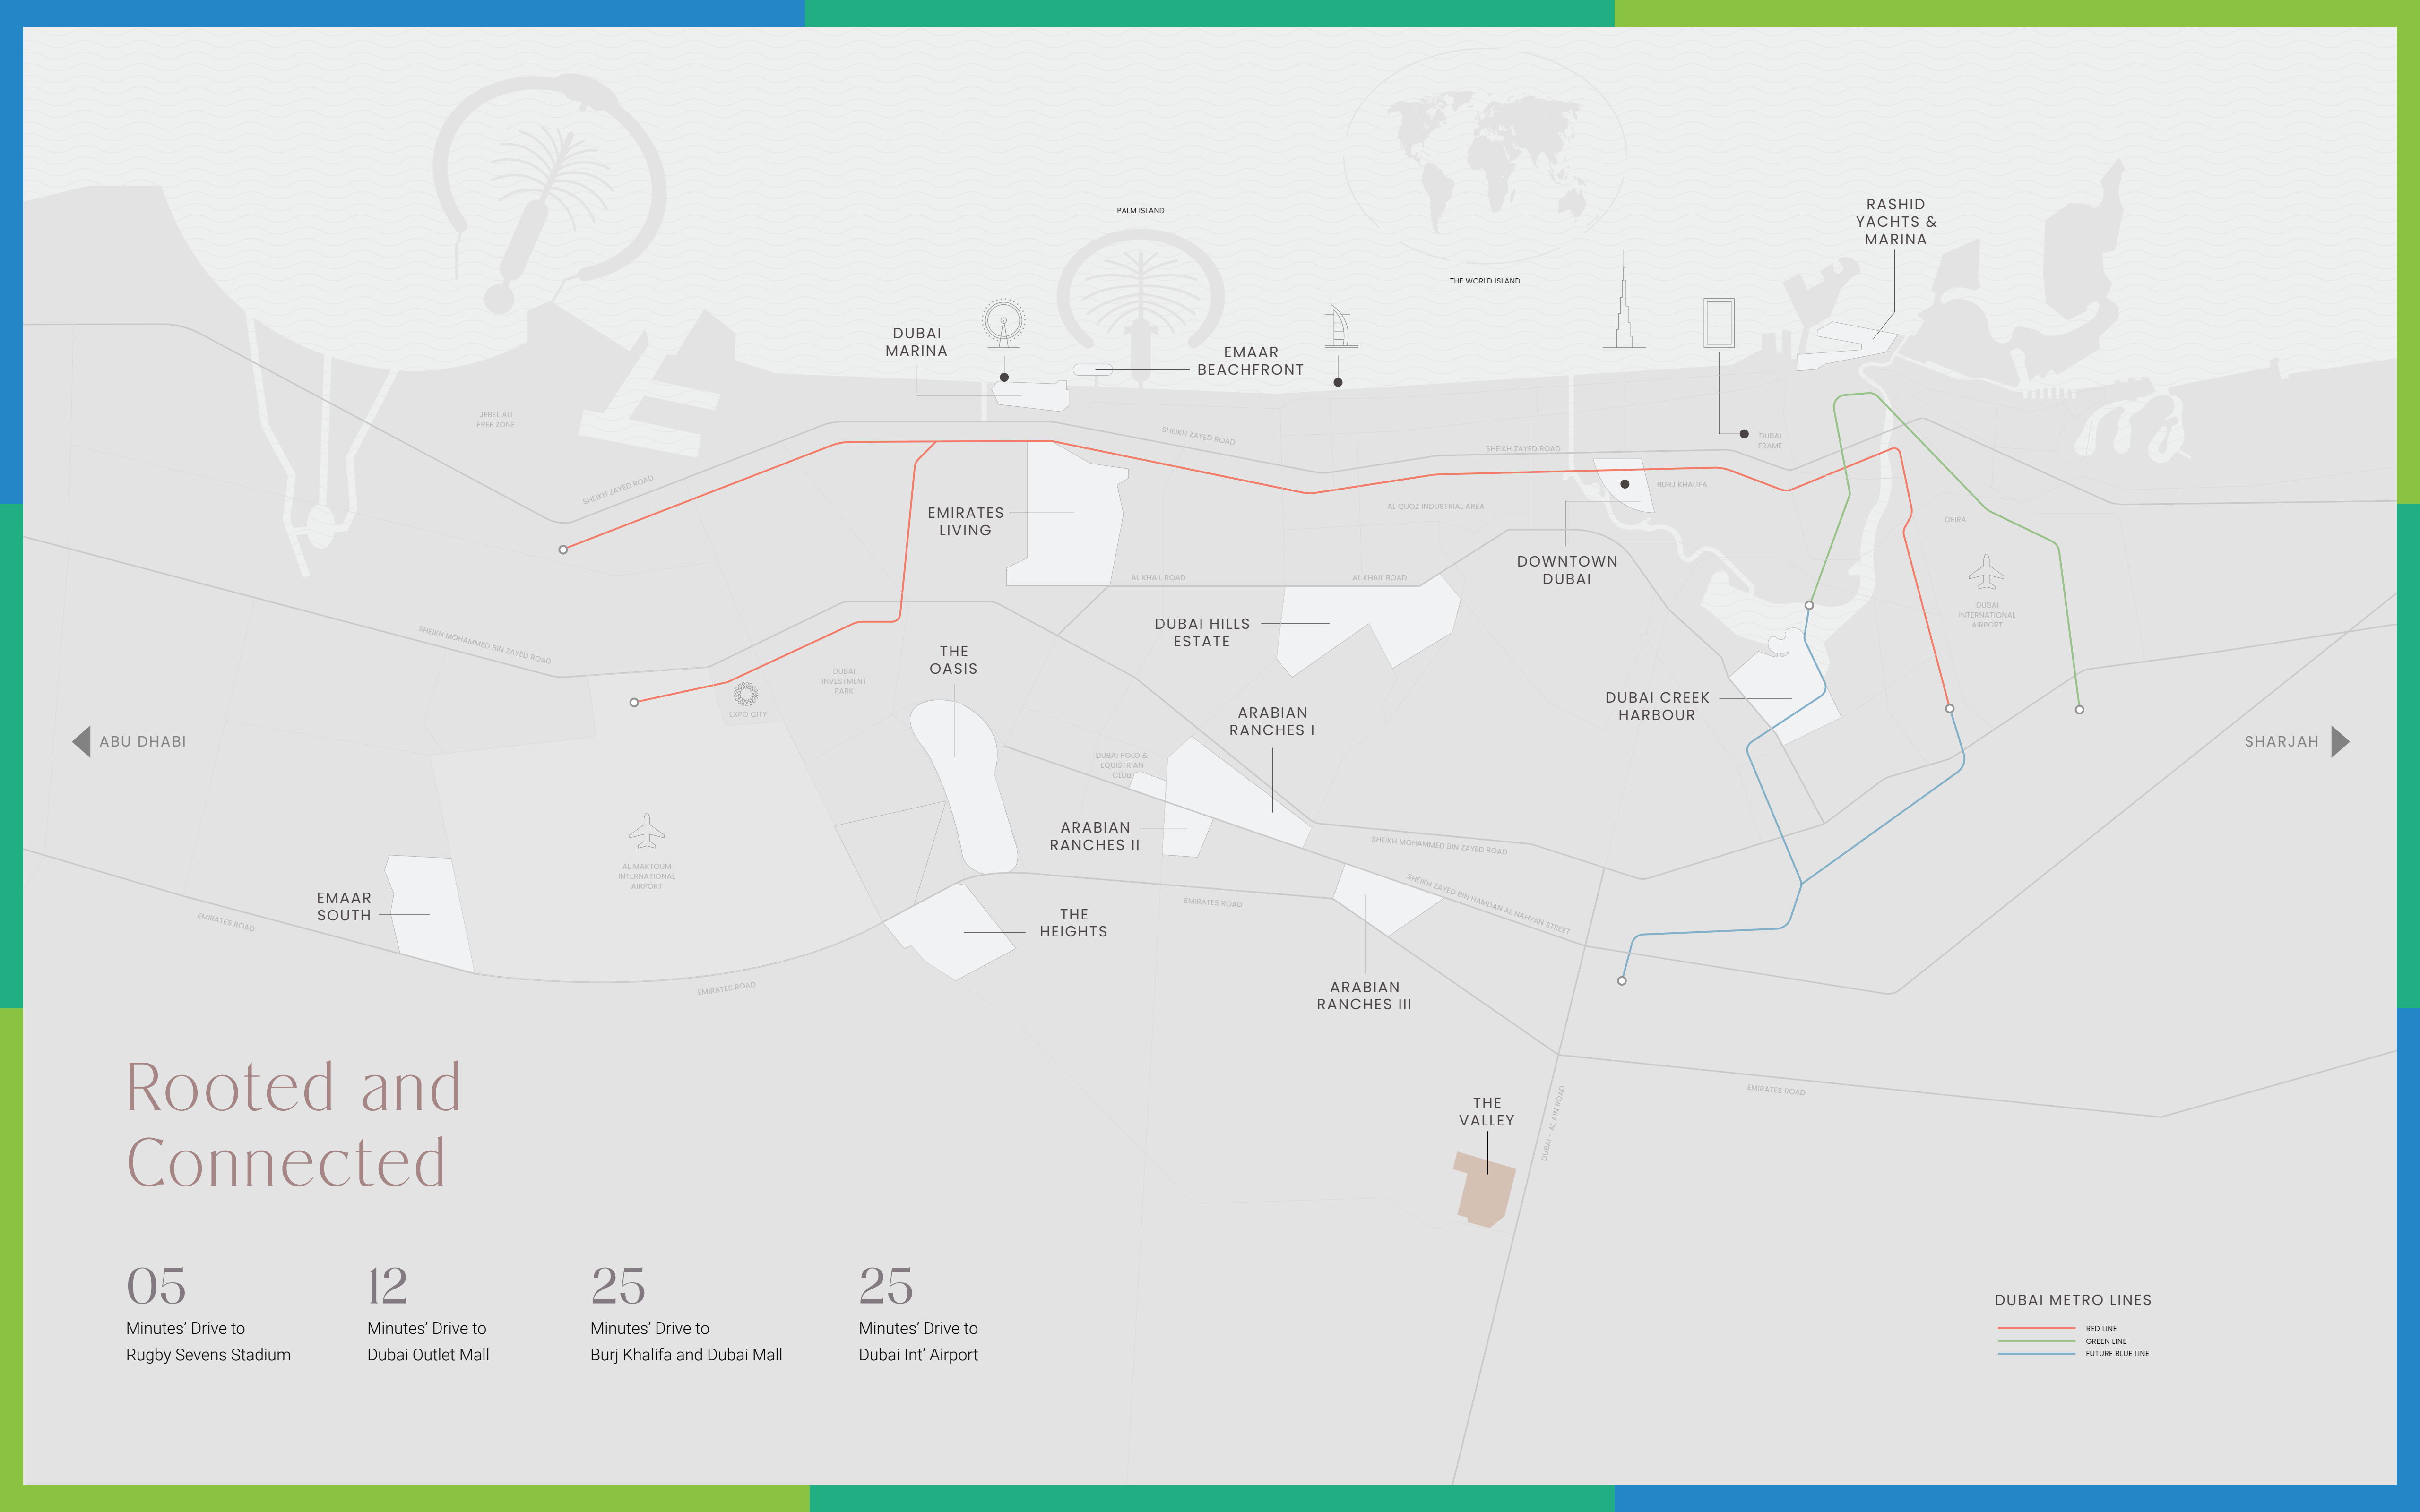 PALM ISLAND
THE WORLD ISLAND
RASHID
YACHTS &
MARINA
DUBAI
MARINA
EMAAR
BEACHFRONT
JEBEL ALI
FREE ZONE
SHEIKH ZAYED ROAD
SHEIKH ZAYED ROAD
SHEIKH ZAYED ROAD
DUBAI
FRAME
BURJ KHALIFA
AL QUOZ INDUSTRIAL AREA
DEIRA
EMIRATES
LIVING
DOWNTOWN
DUBAI
AL KHAIL ROAD
AL KHAIL ROAD
DUBAI
INTERNATIONAL
AIRPORT
SHEIKH MOHAMMED BIN ZAYED ROAD
DUBAI HILLS
ESTATE
THE
OASIS
DUBAI
INVESTMENT
PARK
EXPO CITY
DUBAI CREEK
HARBOUR
ARABIAN
RANCHES I
ABU DHABI
SHARJAH
DUBAI POLO &
EQUISTRIAN
CLUB
ARABIAN
RANCHES II
SHEIKH MOHAMMED BIN ZAYED ROAD
AL MAKTOUM
INTERNATIONAL
AIRPORT
SHEIKH ZAYED BIN HAMDAN AL NAHYAN STREET
EMAAR
SOUTH
EMIRATES ROAD
EMIRATES ROAD
THE
HEIGHTS
EMIRATES ROAD
ARABIAN
RANCHES III
EMIRATES ROAD
THE
VALLEY
DUBAI - AL AIN ROAD
Rooted and
Connected
05
Minutes’ Drive to
Rugby Sevens Stadium
12
Minutes’ Drive to
Dubai Outlet Mall
25
Minutes’ Drive to
Burj Khalifa and Dubai Mall
25
Minutes’ Drive to
Dubai Int’ Airport
DUBAI METRO LINES
RED LINE
GREEN LINE
FUTURE BLUE LINE